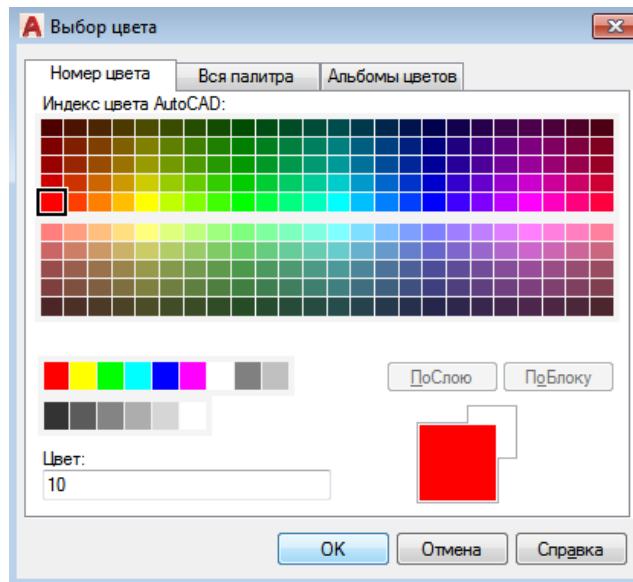 Выбор цвета
Номер цвета Вся палитра Альбомы цветов
Индекс цвета AutoCAD:
ПоСлою ПоБлоку
Цвет:
10
OK Отмена Справка